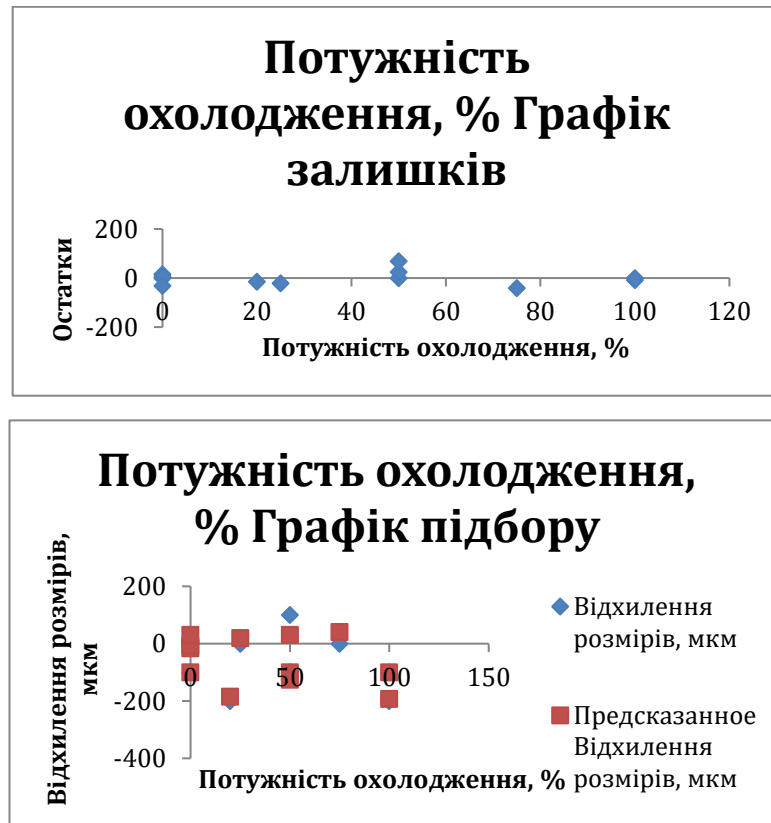 Потужність
охолодження, % Графік
залишків
200
0
-200
0 20 40 60 80 100 120
Остатки
Потужність охолодження, %
Потужність охолодження,
% Графік підбору
Відхилення розмірів,
мкм
200
0
-200
-400
0 50 100 150
Потужність охолодження, %
Відхилення
розмірів, мкм
Предсказанное
Відхилення
розмірів, мкм